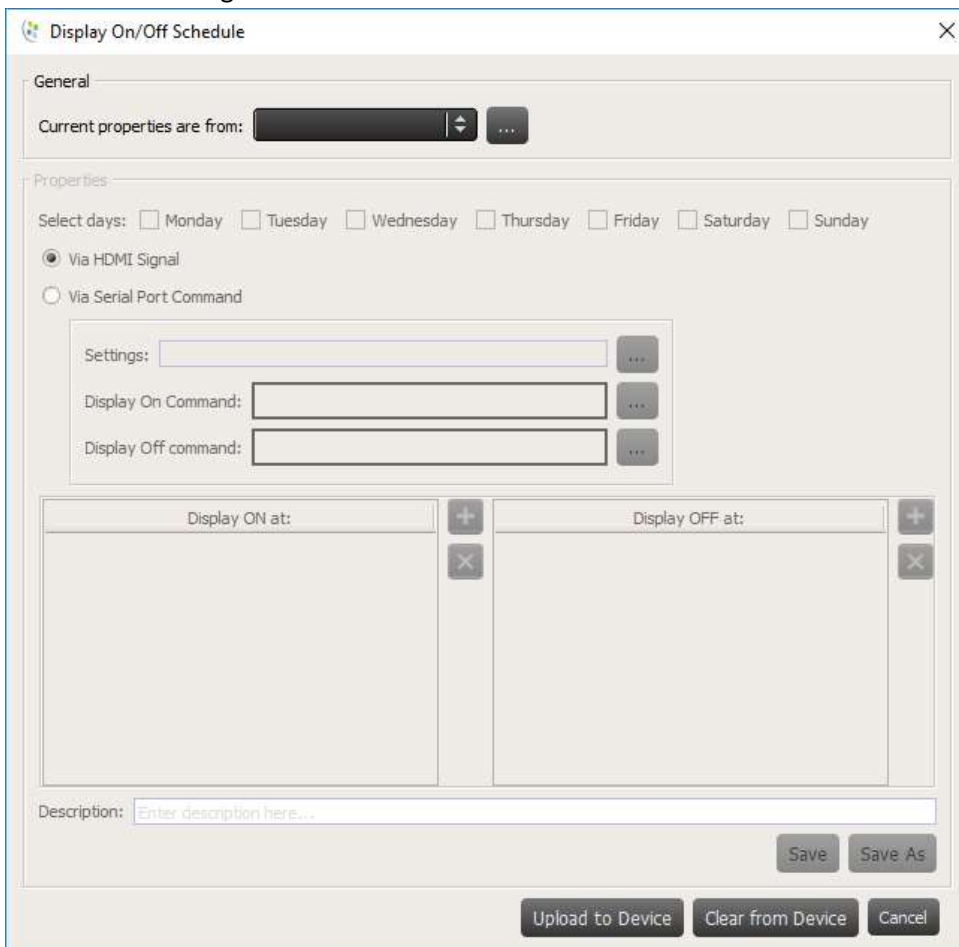 Display On/Off Schedule
General
Current properties are from: ...
Properties
Select days: Monday Tuesday Wednesday Thursday Friday Saturday Sunday
Via HDMI Signal
Via Serial Port Command
Settings: ...
Display On Command: ...
Display Off command: ...
Display ON at: Display OFF at:
Description: Enter description here...
Save Save As
Upload to Device Clear from Device Cancel